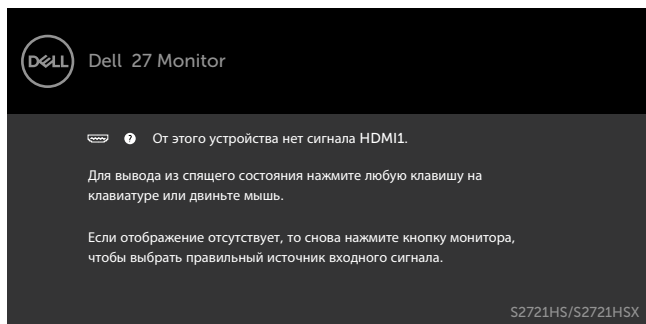 DELL
Dell 27 Monitor
? От этого устройства нет сигнала HDMI1.
Для вывода из спящего состояния нажмите любую клавишу на
клавиатуре или двиньте мышь.
Если отображение отсутствует, то снова нажмите кнопку монитора,
чтобы выбрать правильный источник входного сигнала.
S2721HS/S2721HSX